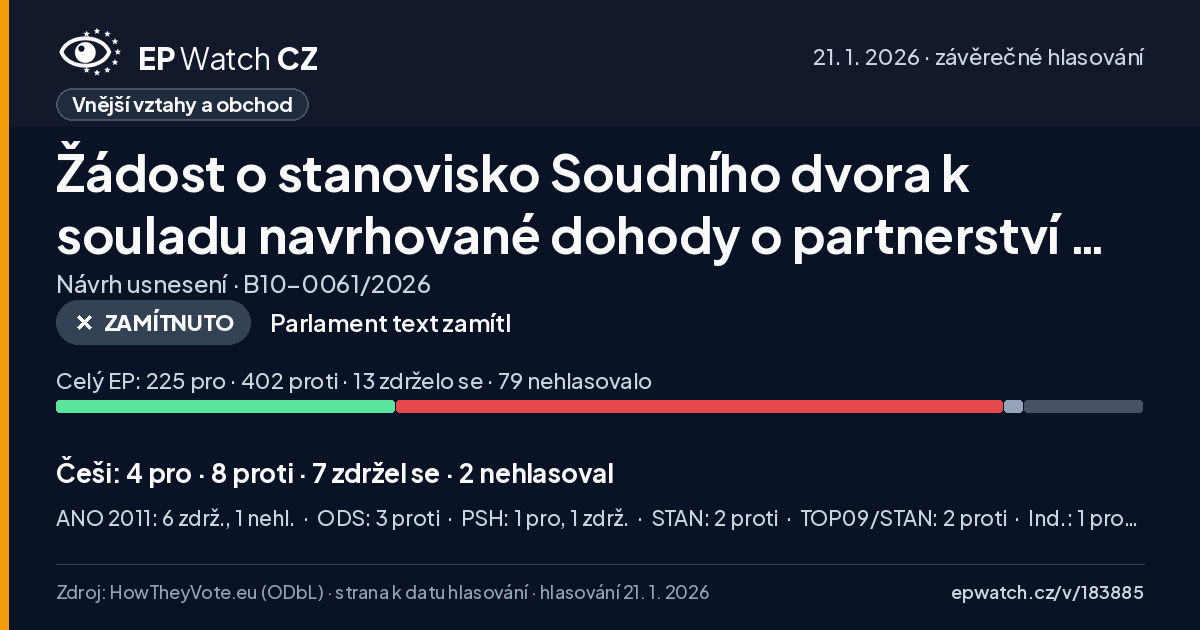 EP Watch CZ
21. 1. 2026 · závěrečné hlasování
Vnější vztahy a obchod
Žádost o stanovisko Soudního dvora k
souladu navrhované dohody o partnerství …
Návrh usnesení · B10–0061/2026
✕ ZAMÍTNUTO Parlament text zamítl
Celý EP: 225 pro · 402 proti · 13 zdrželo se · 79 nehlasovalo
Češi: 4 pro · 8 proti · 7 zdržel se · 2 nehlasoval
ANO 2011: 6 zdrž., 1 nehl. · ODS: 3 proti · PSH: 1 pro, 1 zdrž. · STAN: 2 proti · TOP09/STAN: 2 proti · Ind.: 1 pro…
Zdroj: HowTheyVote.eu (ODbL) · strana k datu hlasování · hlasování 21. 1. 2026
epwatch.cz/v/183885